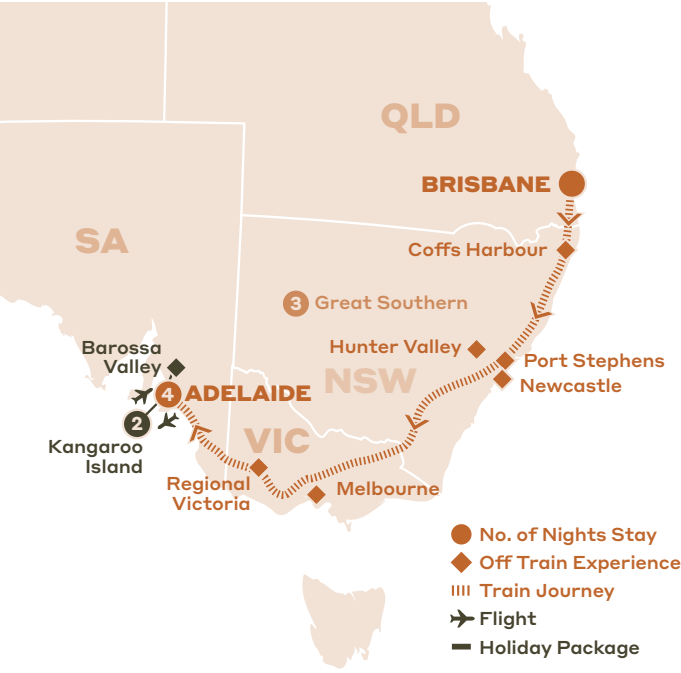 QLD
BRISBANE
SA
Coffs Harbour
3 Great Southern
Barossa
Valley
Hunter Valley
Port Stephens
NSW
Newcastle
4 ADELAIDE
2
Kangaroo
Island
VIC
Regional
Victoria
Melbourne
No. of Nights Stay
Off Train Experience
Train Journey
Flight
Holiday Package